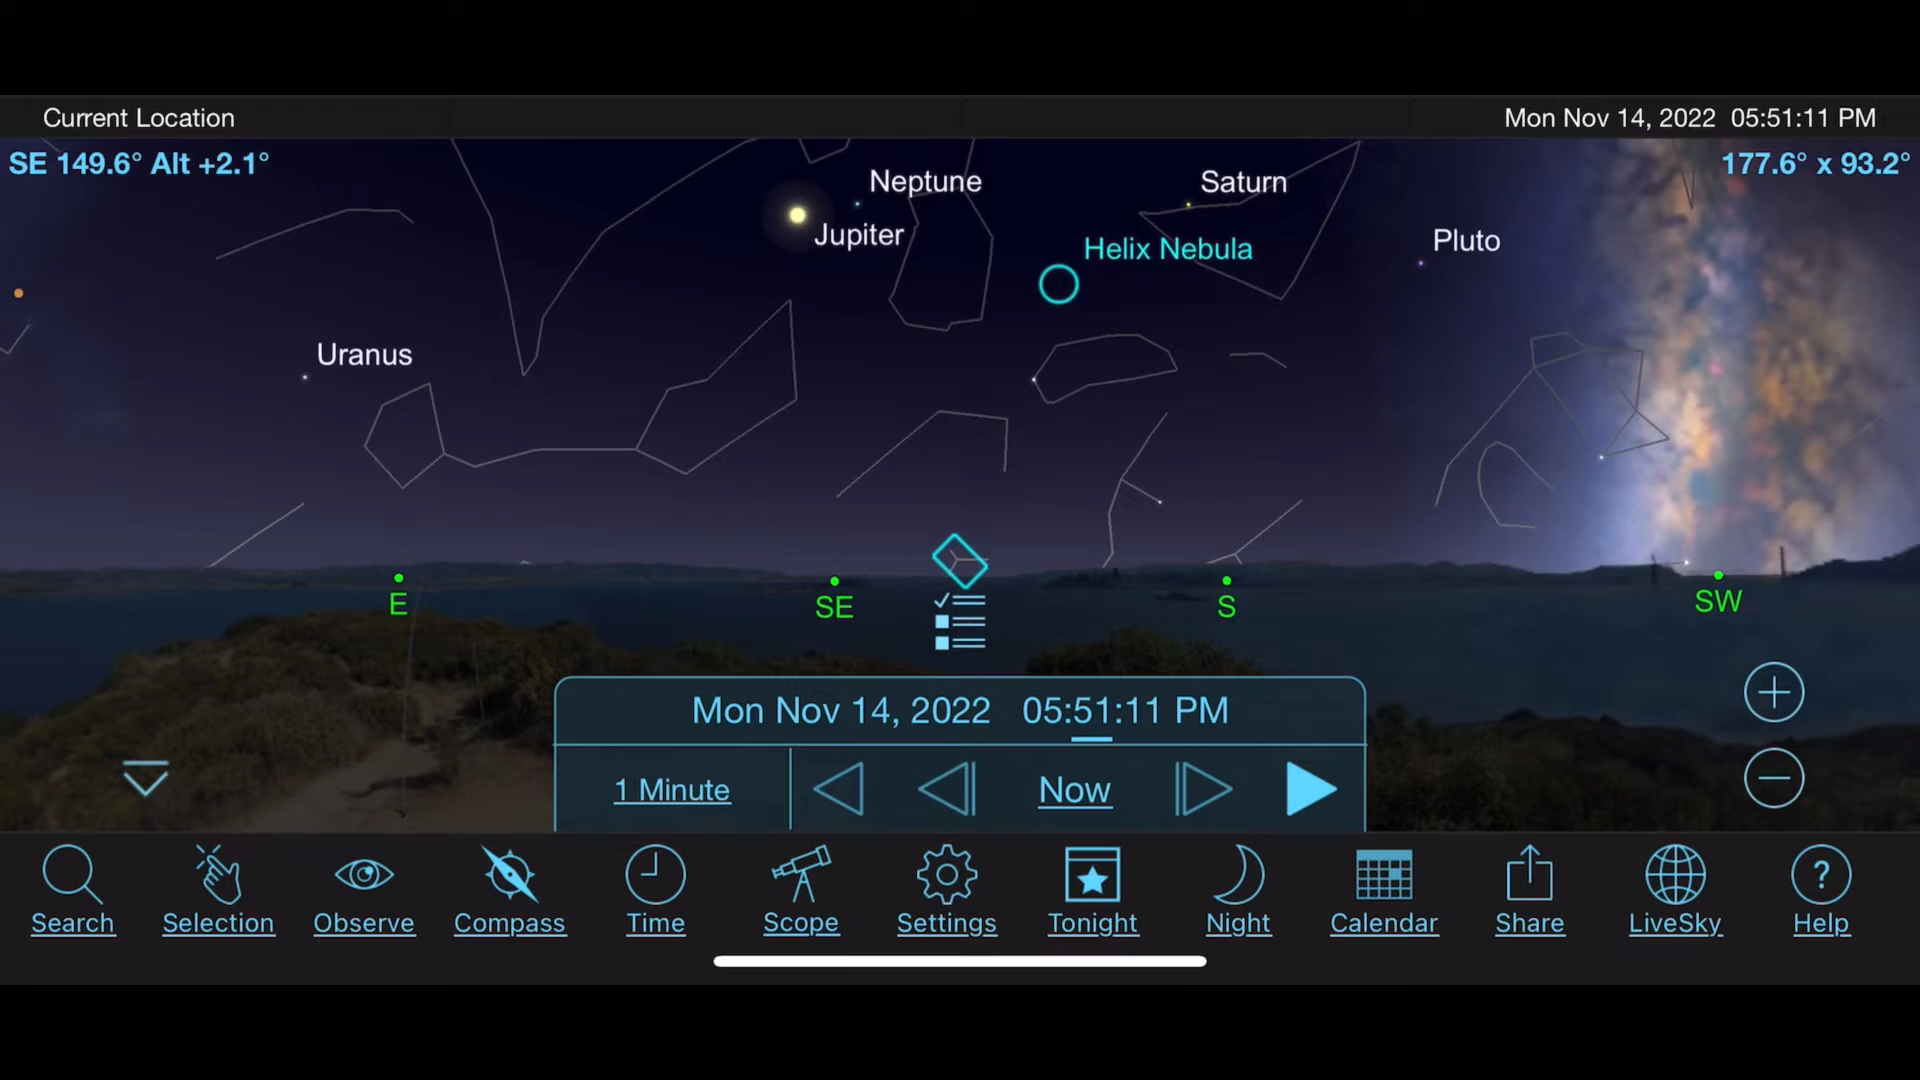 Current Location
Mon Nov 14, 2022 05:51:11 PM
SE 149.6° Alt +2.1°
177.6° x 93.2°
Neptune
Saturn
Jupiter
Pluto
Helix Nebula
Uranus
E
SE
S
SW
Mon Nov 14, 2022 05:51:11 PM
1 Minute
Now
Search
Selection
Observe
Compass
Time
Scope
Settings
Tonight
Night
Calendar
Share
LiveSky
?
Help